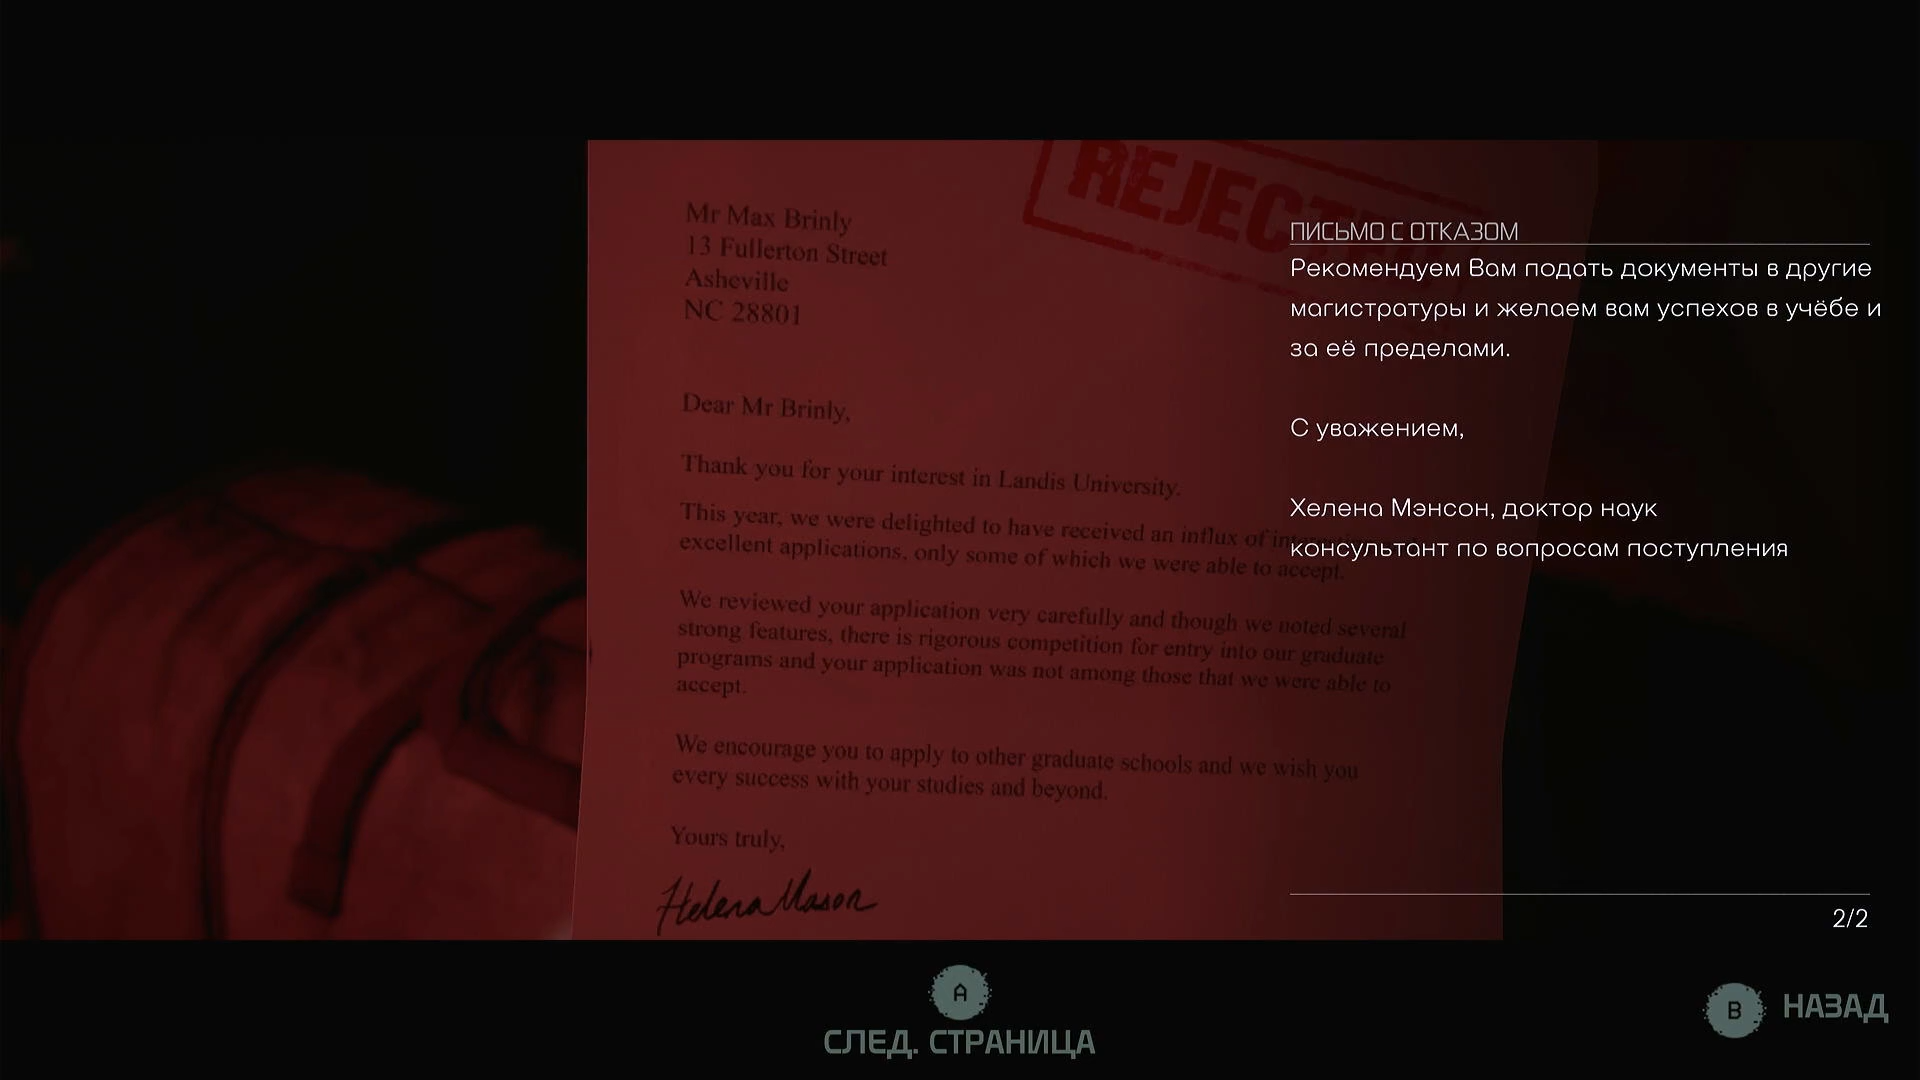 REJECTED
Mr Max Brinly
13 Fullerton Street
Asheville
NC 28801
Dear Mr Brinly,
Thank you for your interest in Landis University.
This year, we were delighted to have received an influx of
excellent applications, only some of which we were able to accept.
We reviewed your application very carefully and though we noted several
strong features, there is rigorous competition for entry into our graduate
programs and your application was not among those that we were able to
accept.
We encourage you to apply to other graduate schools and we wish you
every success with your studies and beyond.
Yours truly,
Helena Mason
ПИСЬМО С ОТКАЗОМ
Рекомендуем Вам подать документы в другие
магистратуры и желаем вам успехов в учёбе и
за её пределами.
С уважением,
Хелена Мэнсон, доктор наук
консультант по вопросам поступления
2/2
A
СЛЕД. СТРАНИЦА
B
НАЗАД